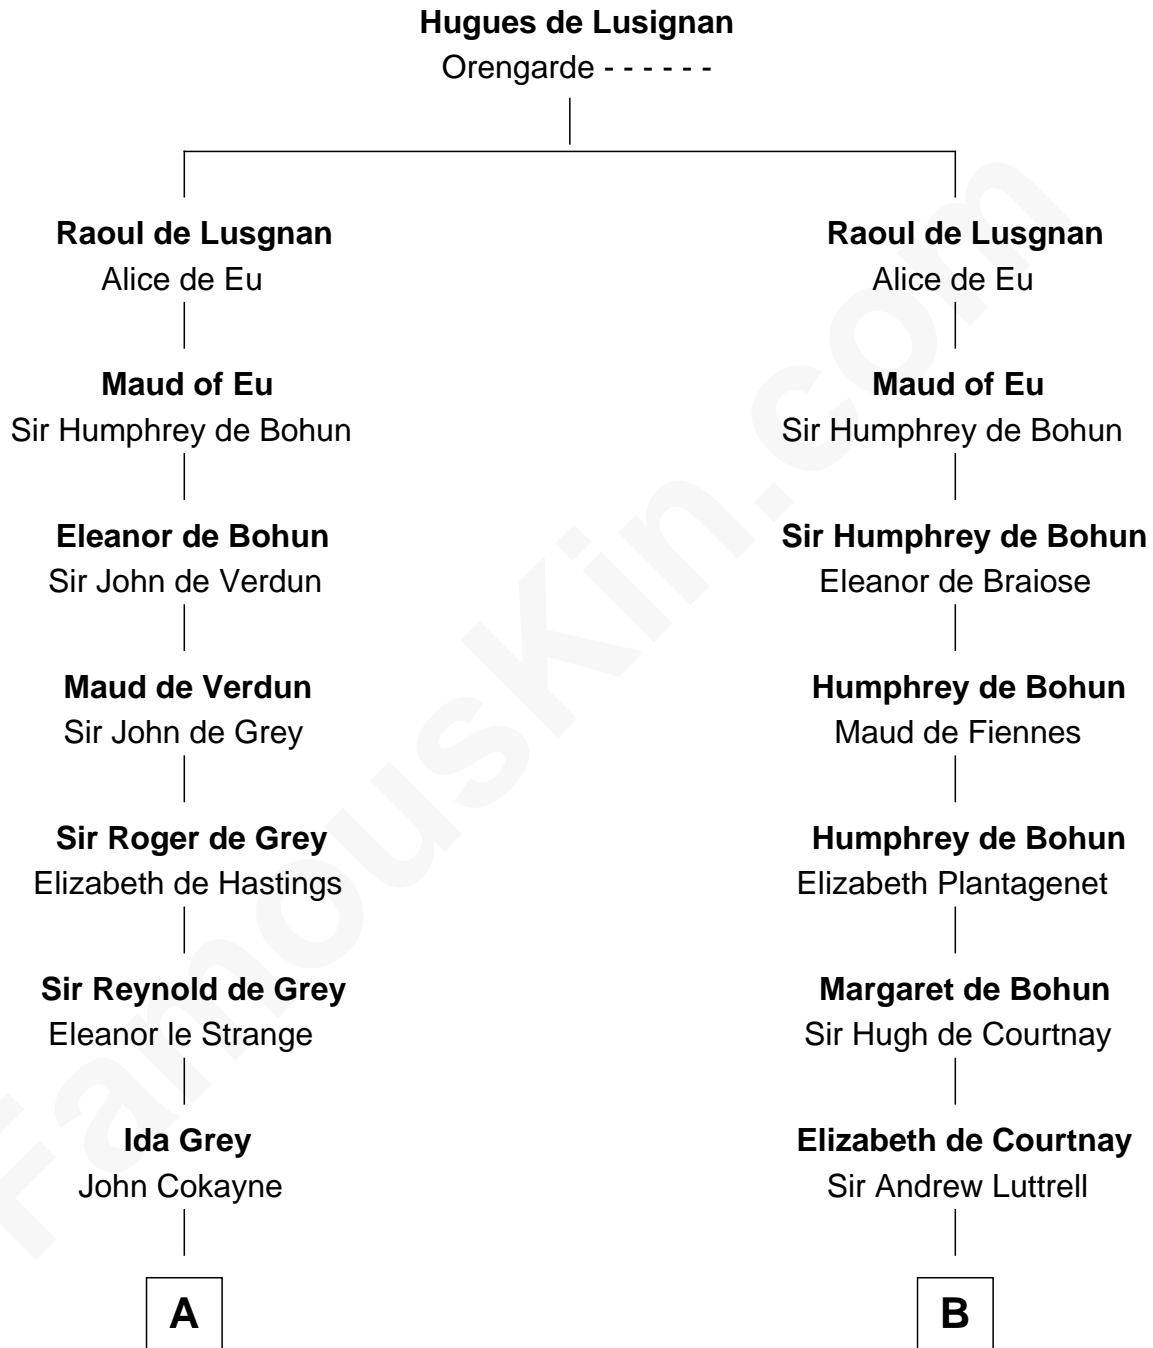 Hugues de Lusignan
Orengarde - - - - - -
Raoul de Lusgnan
Alice de Eu
Maud of Eu
Sir Humphrey de Bohun
Eleanor de Bohun
Sir John de Verdun
Maud de Verdun
Sir John de Grey
Sir Roger de Grey
Elizabeth de Hastings
Sir Reynold de Grey
Eleanor le Strange
Ida Grey
John Cokayne
A
Raoul de Lusgnan
Alice de Eu
Maud of Eu
Sir Humphrey de Bohun
Sir Humphrey de Bohun
Eleanor de Braiose
Humphrey de Bohun
Maud de Fiennes
Humphrey de Bohun
Elizabeth Plantagenet
Margaret de Bohun
Sir Hugh de Courtnay
Elizabeth de Courtnay
Sir Andrew Luttrell
B
FamousKin.com